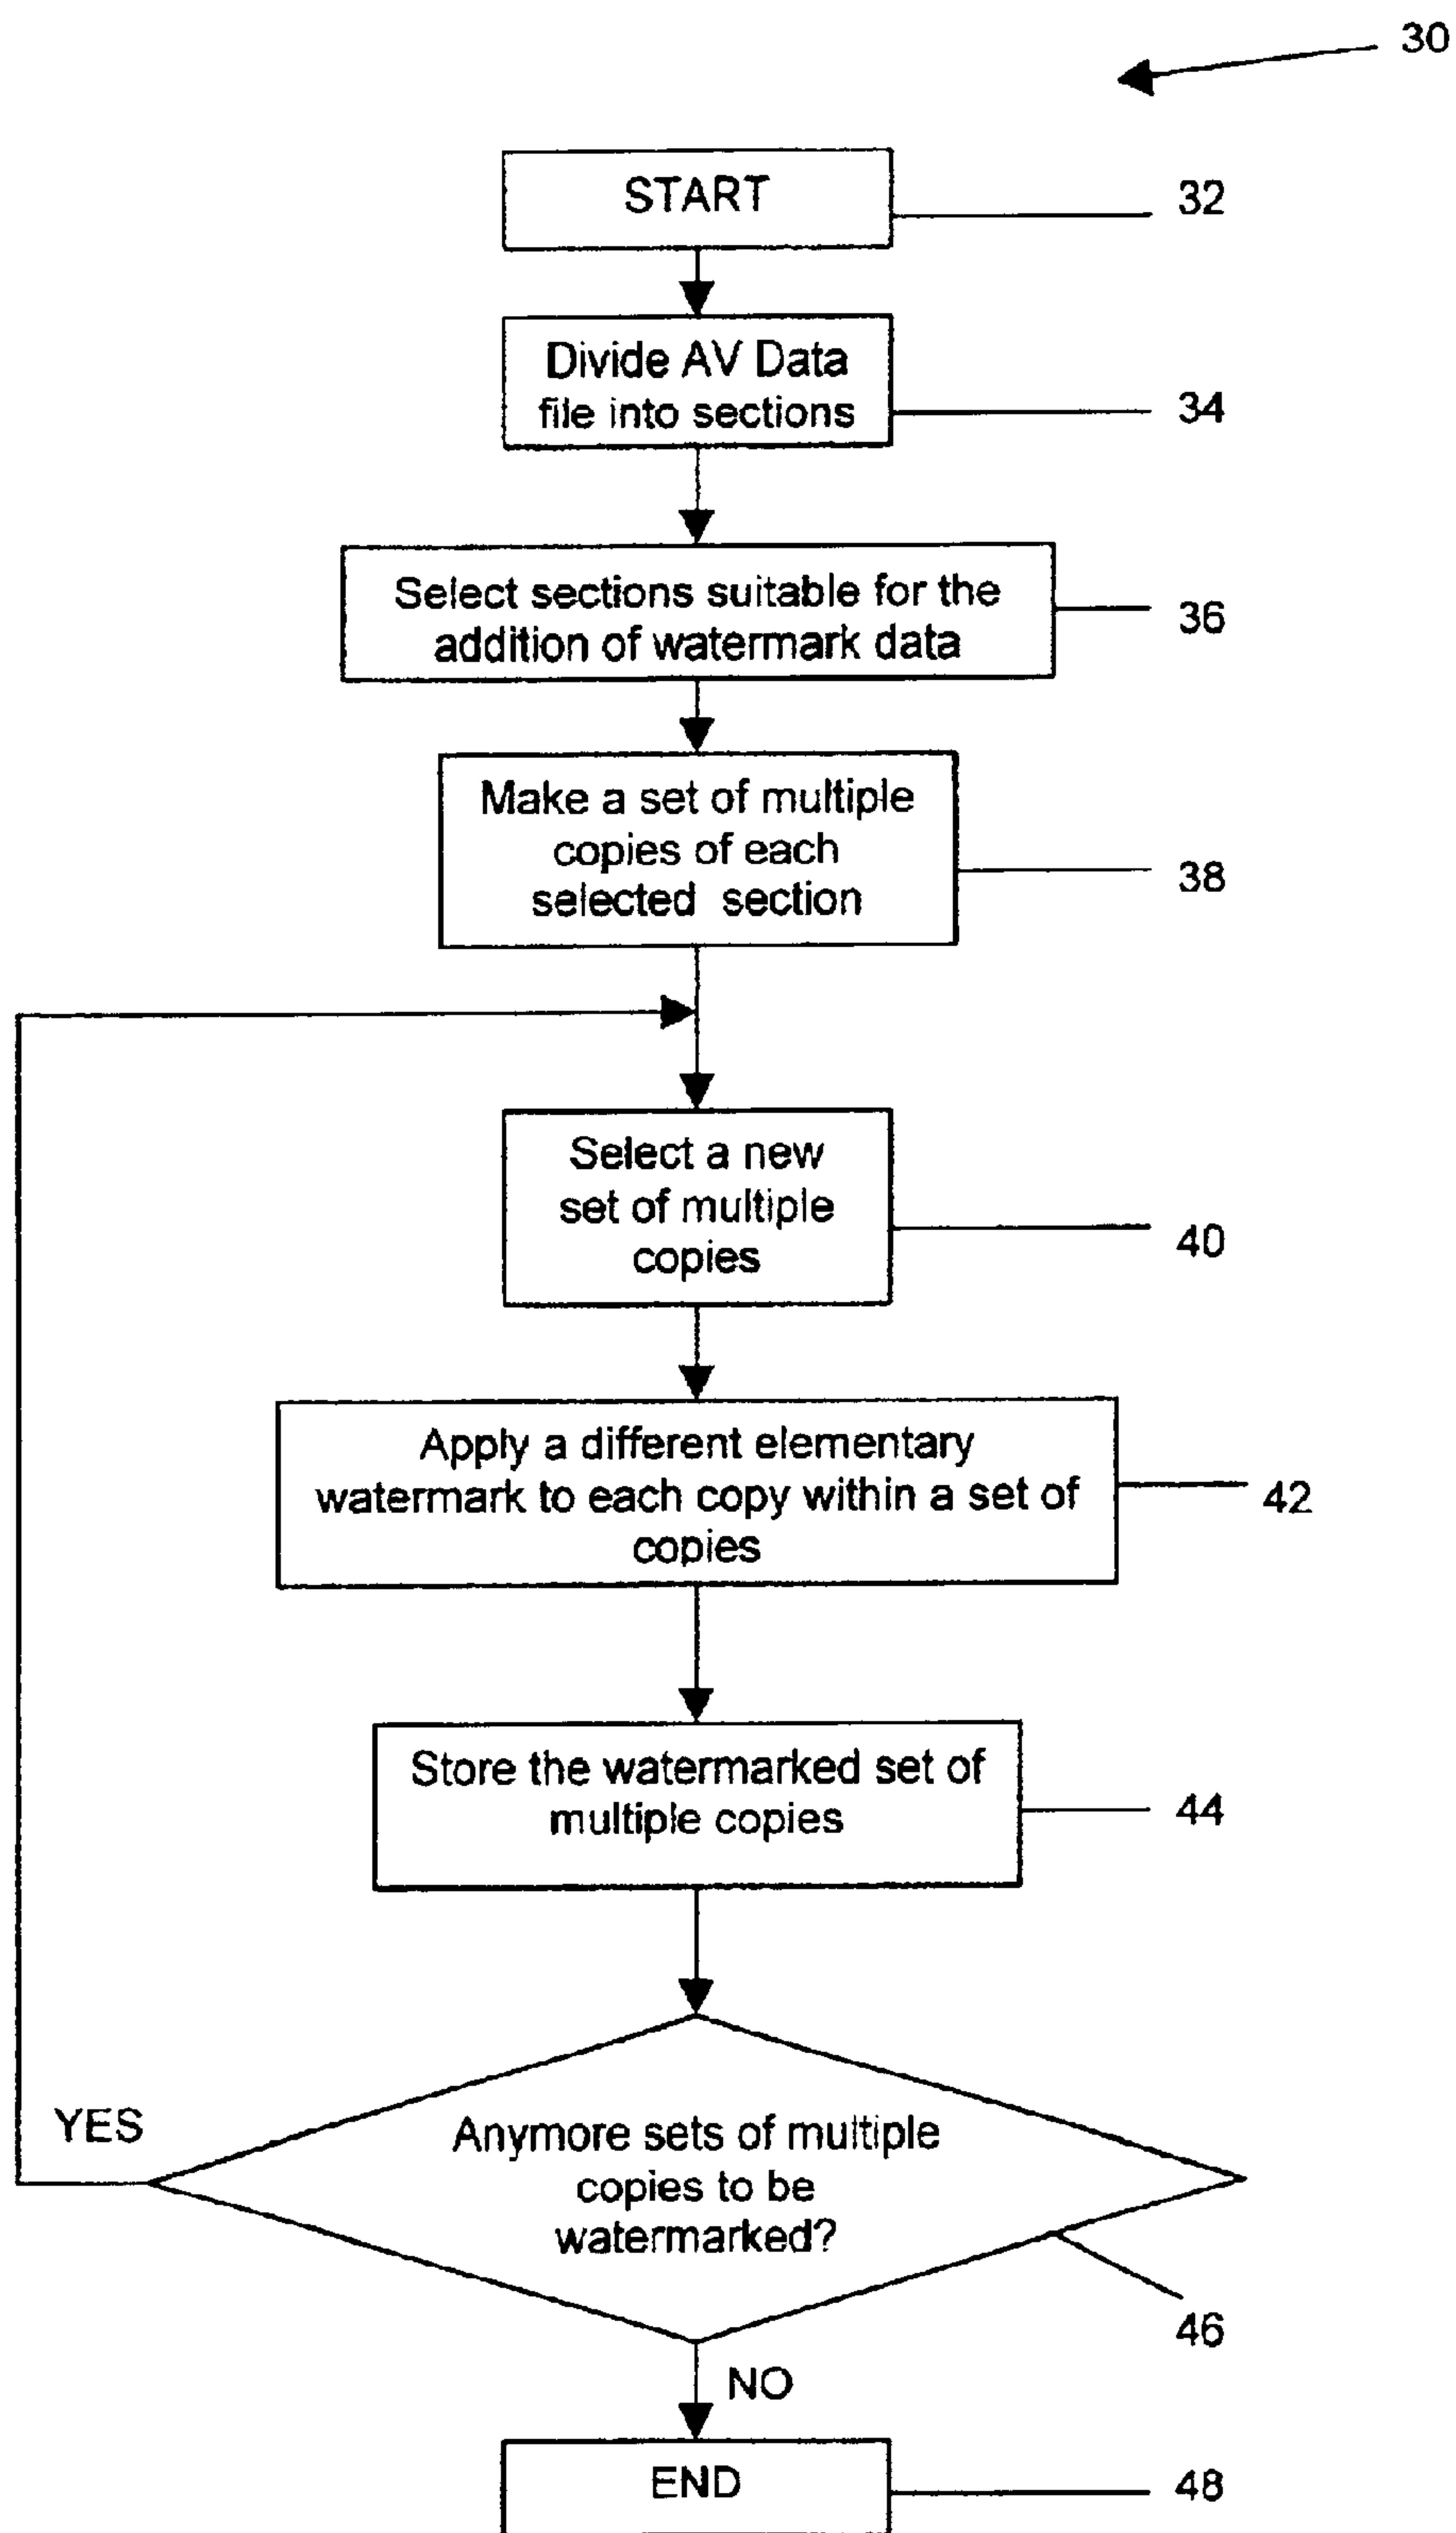 30
START
32
Divide AV Data
file into sections
34
Select sections suitable for the
addition of watermark data
36
Make a set of multiple
copies of each
selected section
38
Select a new
set of multiple
copies
40
Apply a different elementary
watermark to each copy within a set of
copies
42
Store the watermarked set of
multiple copies
44
YES
Anymore sets of multiple
copies to be
watermarked?
46
NO
END
48